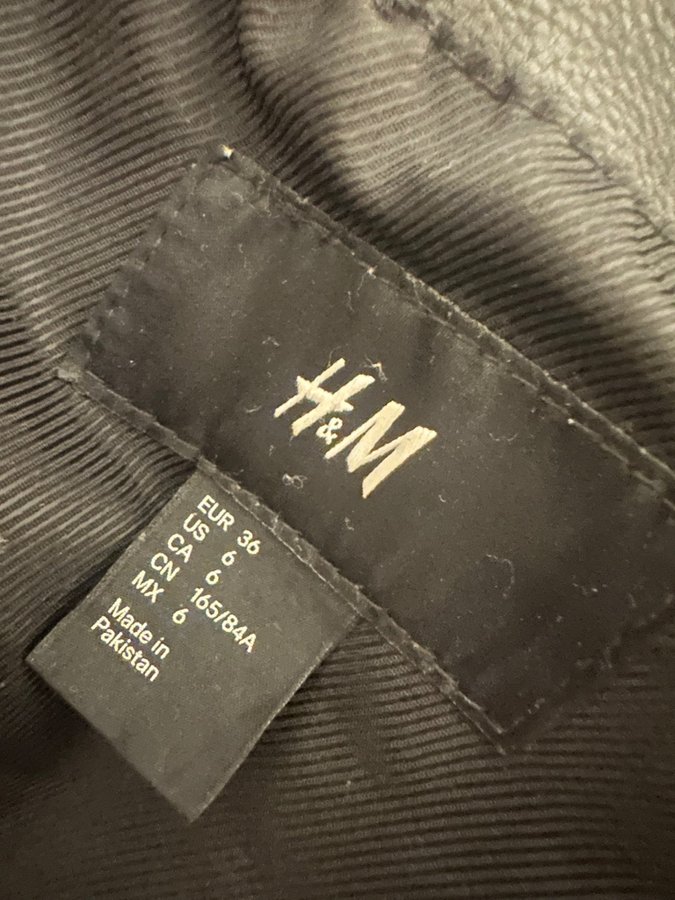 H&M
EUR 36
US 6
CA 6
CN 165/84A
MX 6
Made in
Pakistan